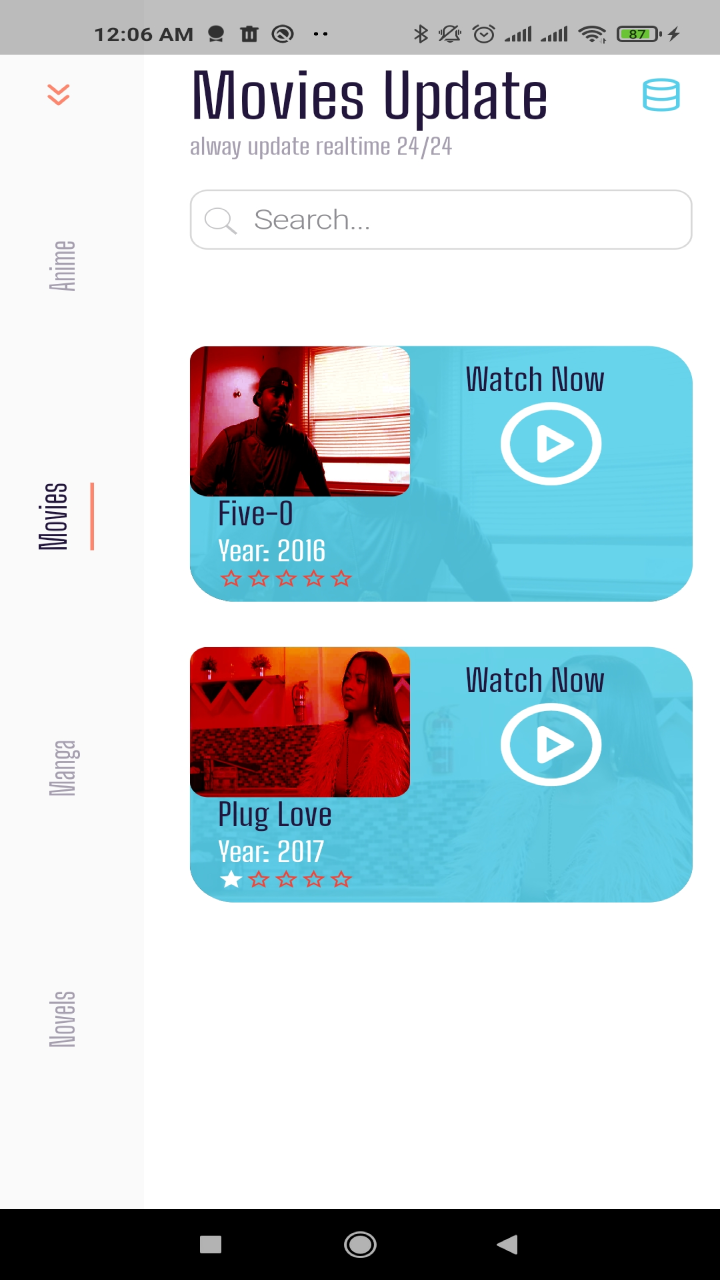 12:06 AM
87
Movies Update
alway update realtime 24/24
Search...
Anime
Movies
Manga
Novels
Watch Now
Five-0
Year: 2016
Watch Now
Plug Love
Year: 2017